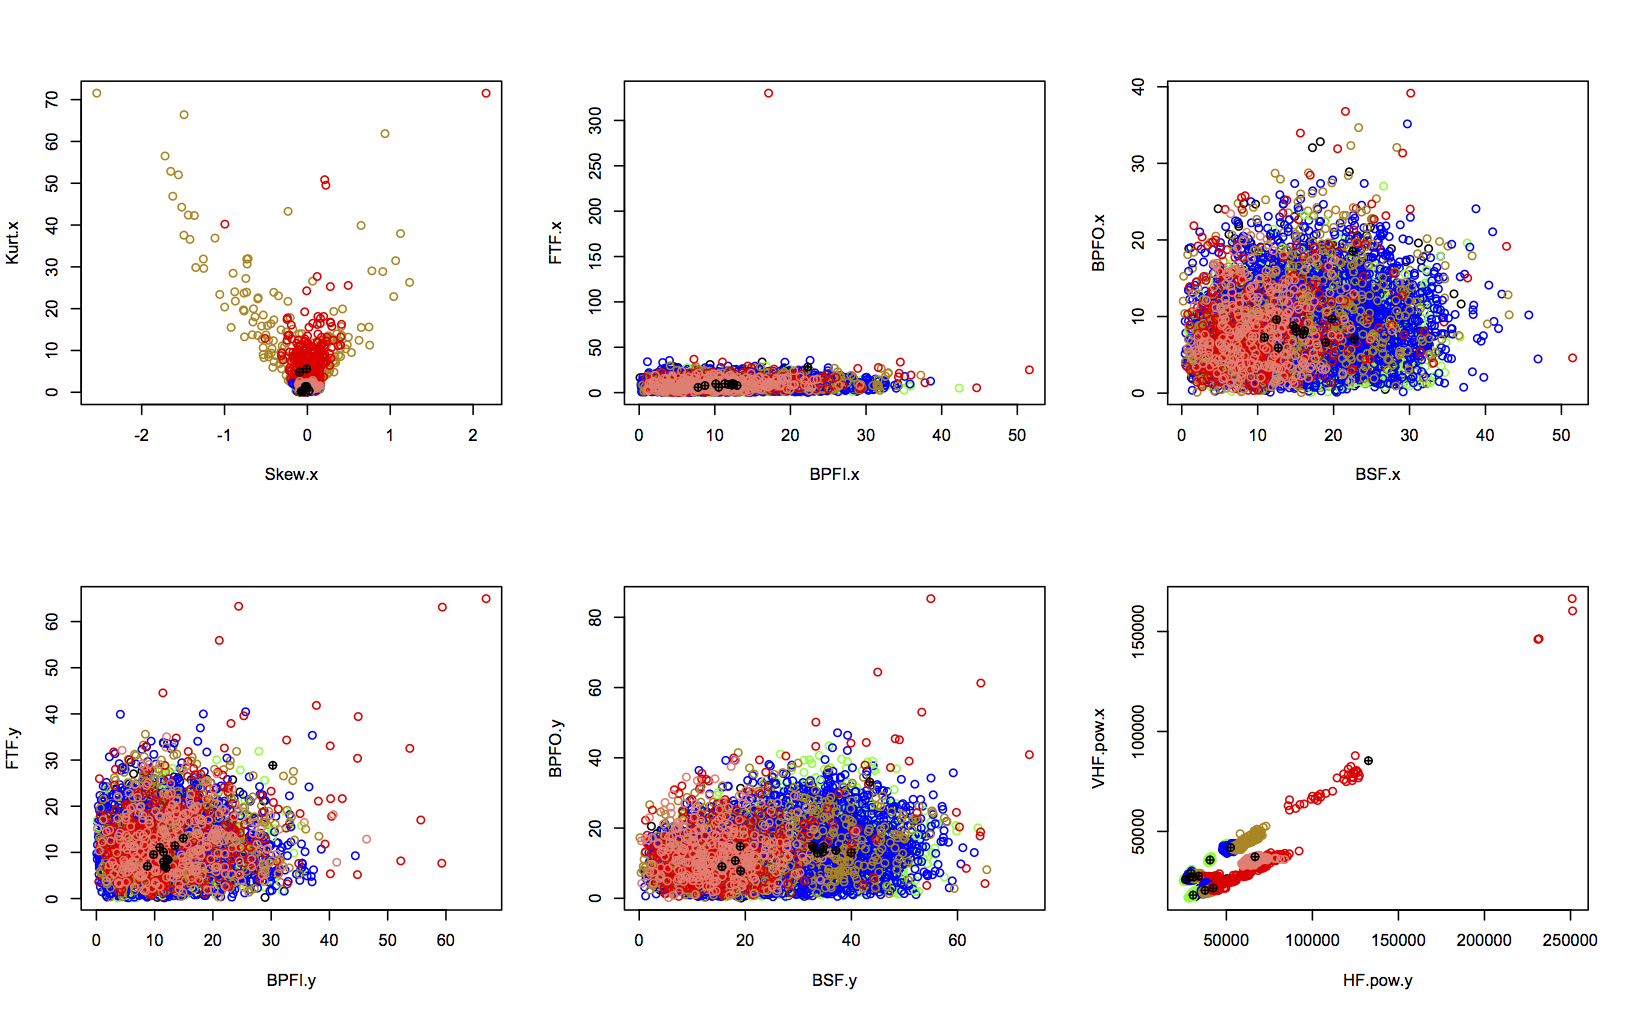 Kurt.x
70
60
50
40
30
20
10
0
-2 -1 0 1 2
Skew.x
FTF.x
300
250
200
150
100
50
0
0 10 20 30 40 50
BPFI.x
BPFO.x
40
30
20
10
0
0 10 20 30 40 50
BSF.x
FTF.y
60
50
40
30
20
10
0
0 10 20 30 40 50 60
BPFI.y
BPFO.y
80
60
40
20
0
0 20 40 60
BSF.y
VHF.pow.x
150000
100000
50000
50000 100000 150000 200000 250000
HF.pow.y